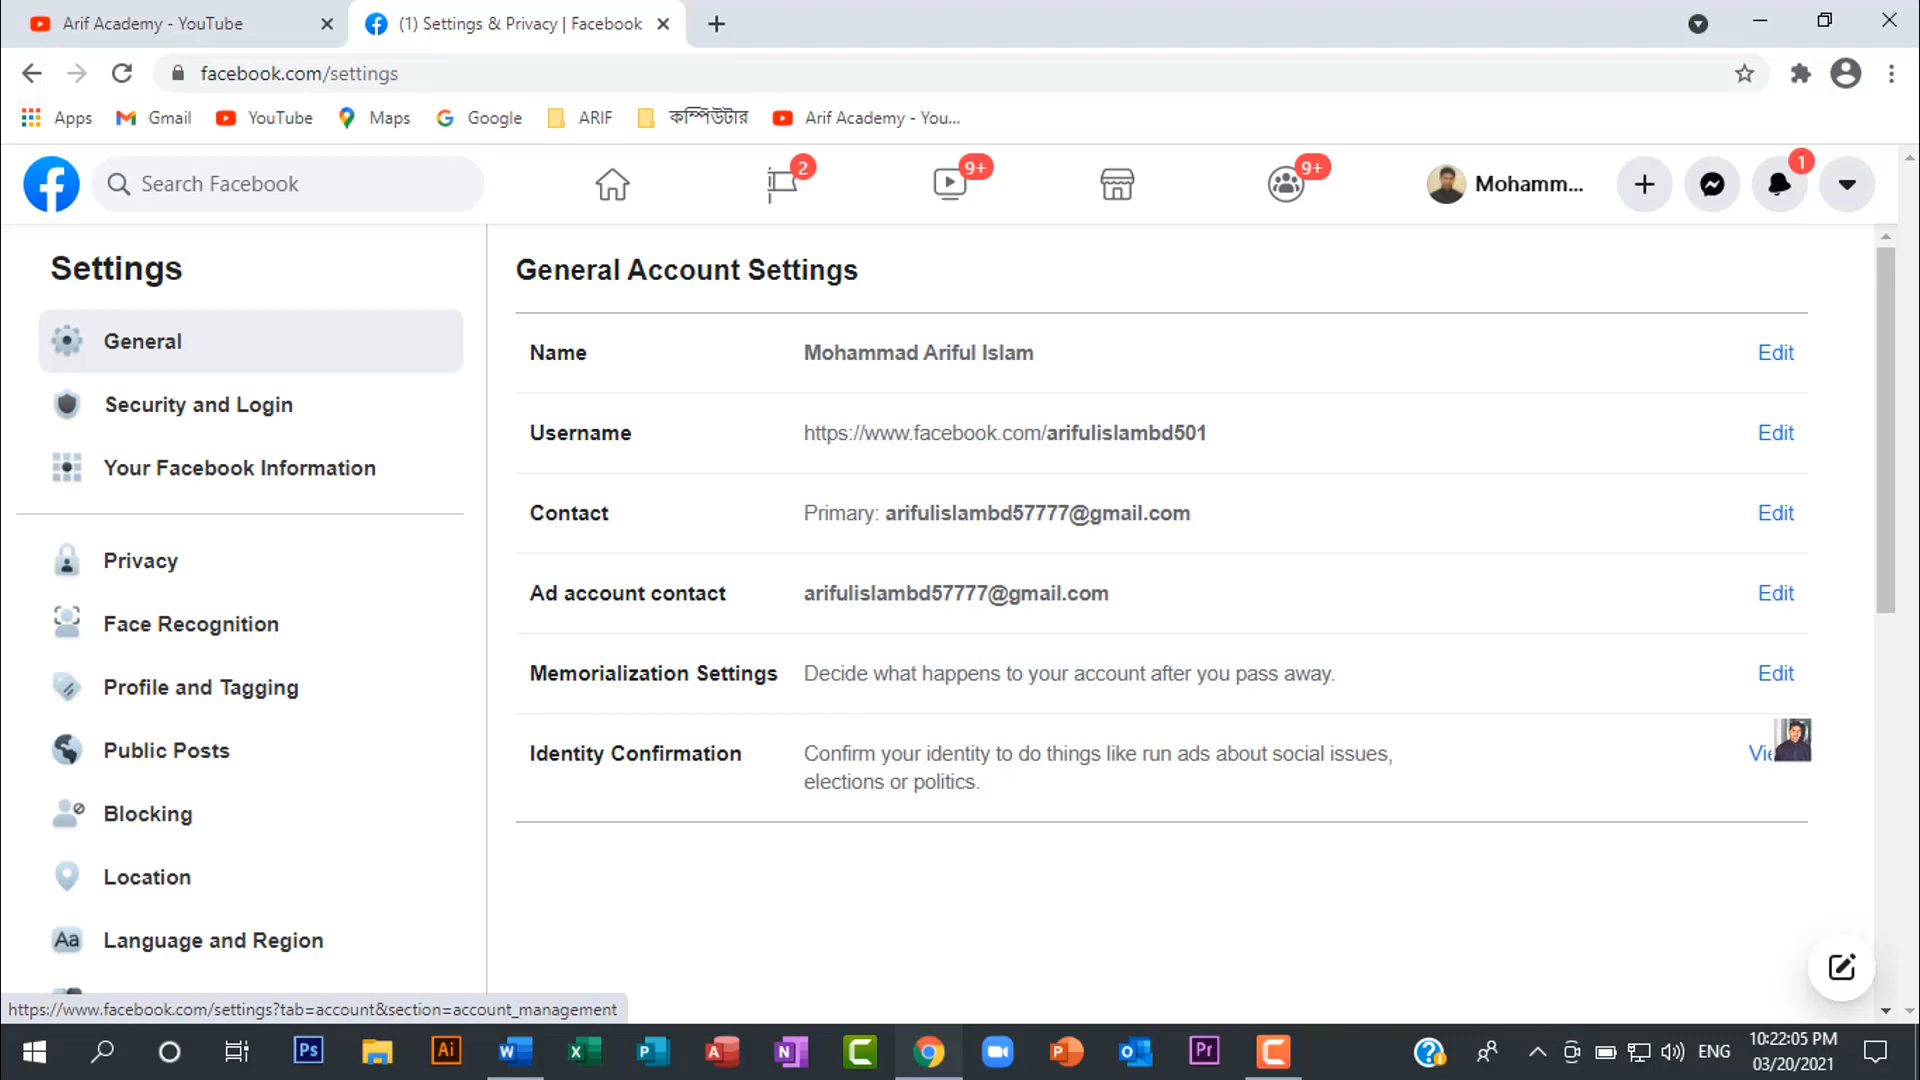 Arif Academy - YouTube
(1) Settings & Privacy | Facebook
facebook.com/settings
Apps
Gmail
YouTube
Maps
Google
ARIF
কম্পিউটার
Arif Academy - You...
Search Facebook
2
9+
9+
Mohamm...
1
Settings
General
Security and Login
Your Facebook Information
Privacy
Face Recognition
Profile and Tagging
Public Posts
Blocking
Location
Aa
Language and Region
General Account Settings
Name
Mohammad Ariful Islam
Edit
Username
https://www.facebook.com/arifulislambd501
Edit
Contact
Primary: arifulislambd57777@gmail.com
Edit
Ad account contact
arifulislambd57777@gmail.com
Edit
Memorialization Settings
Decide what happens to your account after you pass away.
Edit
Identity Confirmation
Confirm your identity to do things like run ads about social issues,
elections or politics.
https://www.facebook.com/settings?tab=account&section=account_management
Ps
Ai
Pr
ENG
10:22:05 PM
03/20/2021